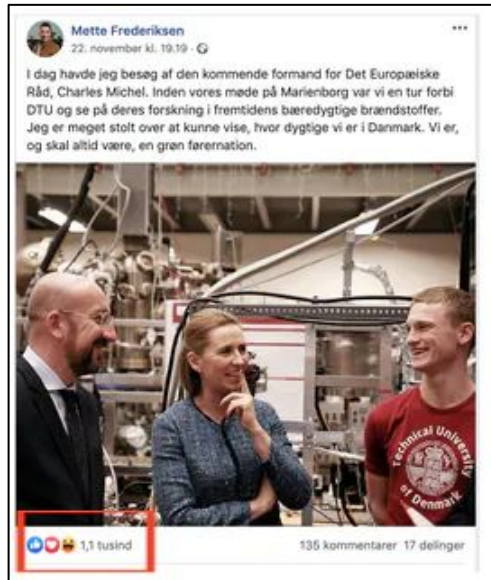 Mette Frederiksen
22. november kl. 19.19 ·
I dag havde jeg besøg af den kommende formand for Det Europæiske
Råd, Charles Michel. Inden vores møde på Marienborg var vi en tur forbi
DTU og se på deres forskning i fremtidens bæredygtige brændstoffer.
Jeg er meget stolt over at kunne vise, hvor dygtige vi er i Danmark. Vi er,
og skal altid være, en grøn førernation.
Technical University
of Denmark
1,1 tusind
135 kommentarer 17 delinger